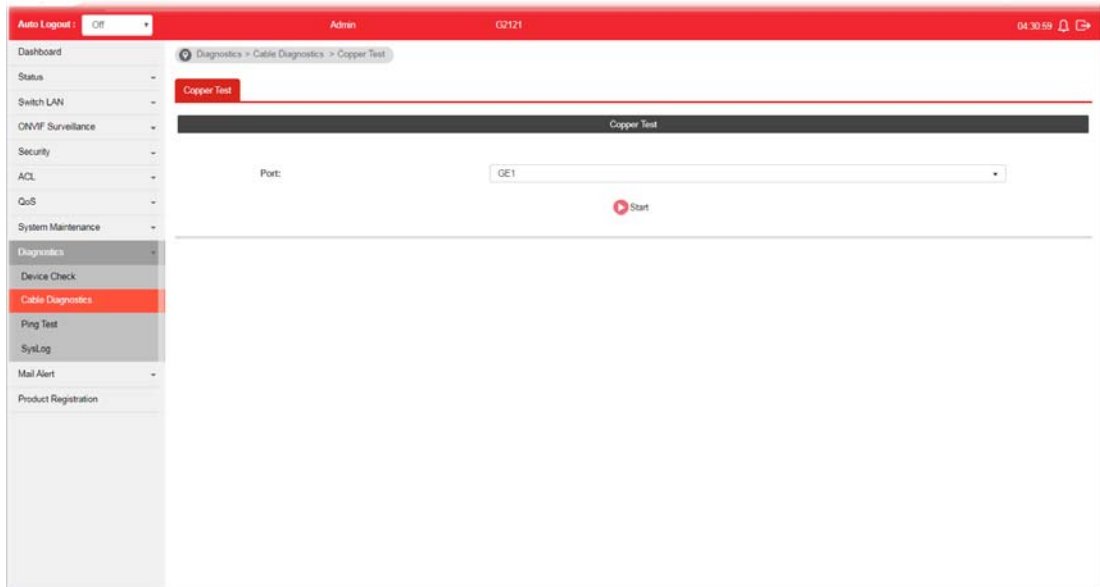 Auto Logout : Off Admin G2121 04:30:59
Dashboard
Status
Switch LAN
ONVIF Surveillance
Security
ACL
QoS
System Maintenance
Diagnostics
Device Check
Cable Diagnostics
Ping Test
SysLog
Mail Alert
Product Registration
Diagnostics > Cable Diagnostics > Copper Test
Copper Test
Copper Test
Port: GE1
Start